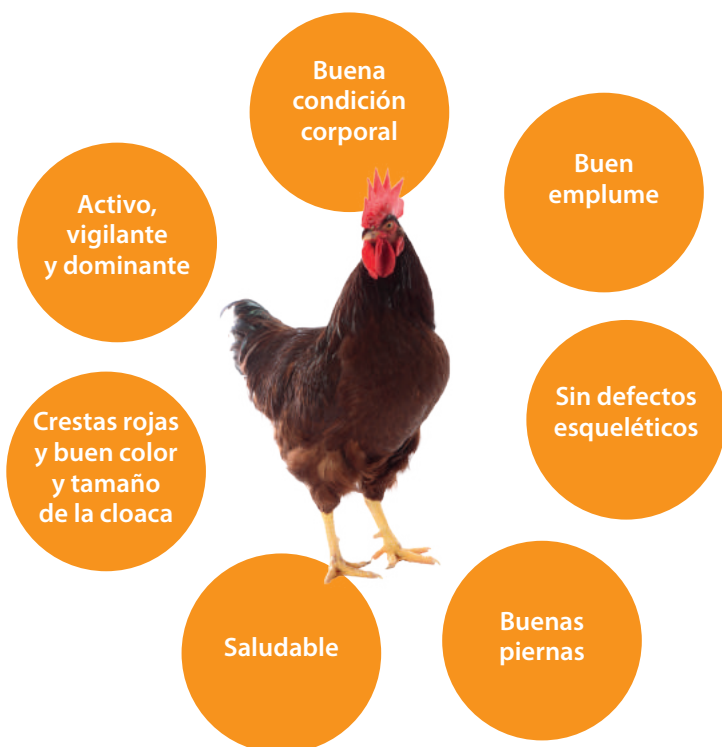 Buena
condición
corporal
Buen
emplume
Activo,
vigilante
y dominante
Sin defectos
esqueléticos
Crestas rojas
y buen color
y tamaño
de la cloaca
Buenas
piernas
Saludable